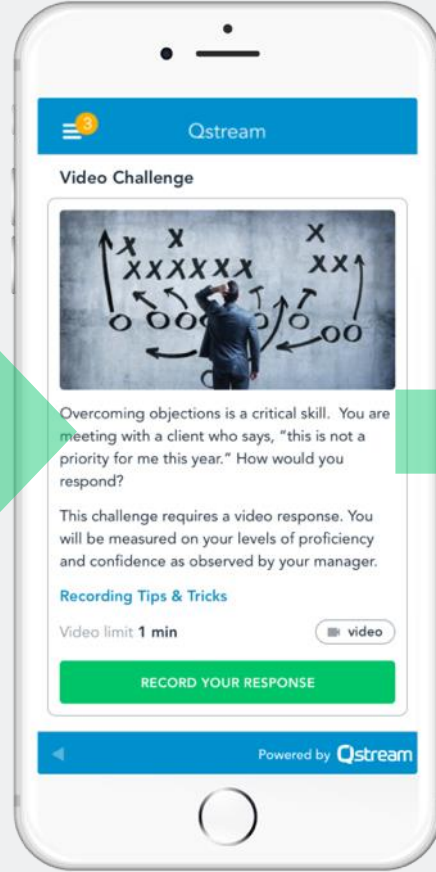 3
Qstream
Video Challenge
X X X
XXXXXX XX
O O O O O O O
Overcoming objections is a critical skill. You are
meeting with a client who says, "this is not a
priority for me this year." How would you
respond?
This challenge requires a video response. You
will be measured on your levels of proficiency
and confidence as observed by your manager.
Recording Tips & Tricks
Video limit 1 min
video
RECORD YOUR RESPONSE
Powered by Qstream